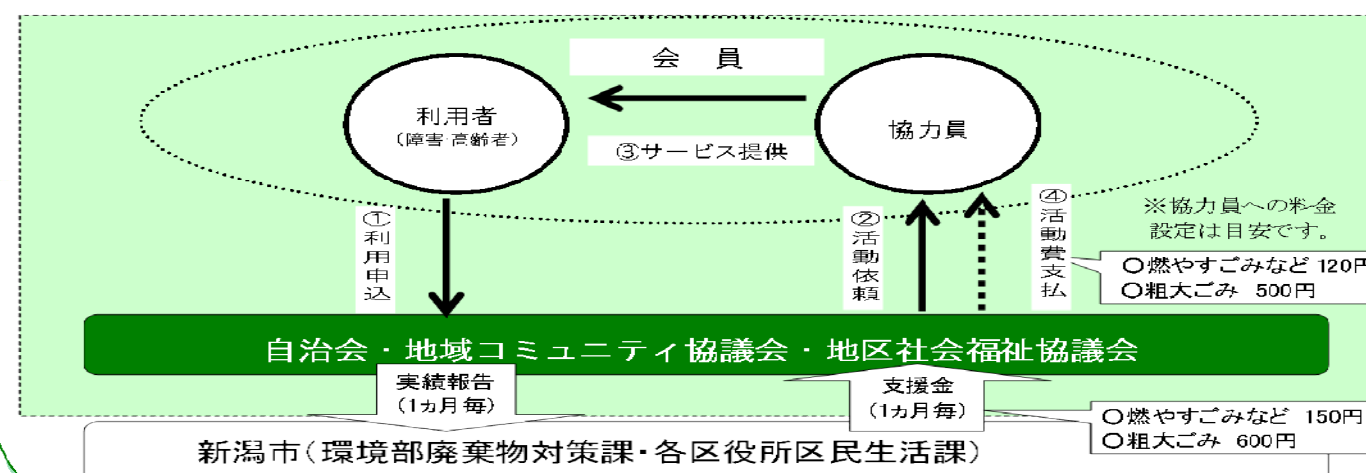 会 員
利用者
（障害・高齢者）
協力員
③サービス提供
①利用申込
②活動依頼
④活動費支払
※協力員への料金
設定は目安です。
○燃やすごみなど 120円
○粗大ごみ 500円
自治会・地域コミュニティ協議会・地区社会福祉協議会
実績報告
(1ヵ月毎)
支援金
(1ヵ月毎)
○燃やすごみなど 150円
○粗大ごみ 600円
新潟市(環境部廃棄物対策課・各区役所区民生活課)